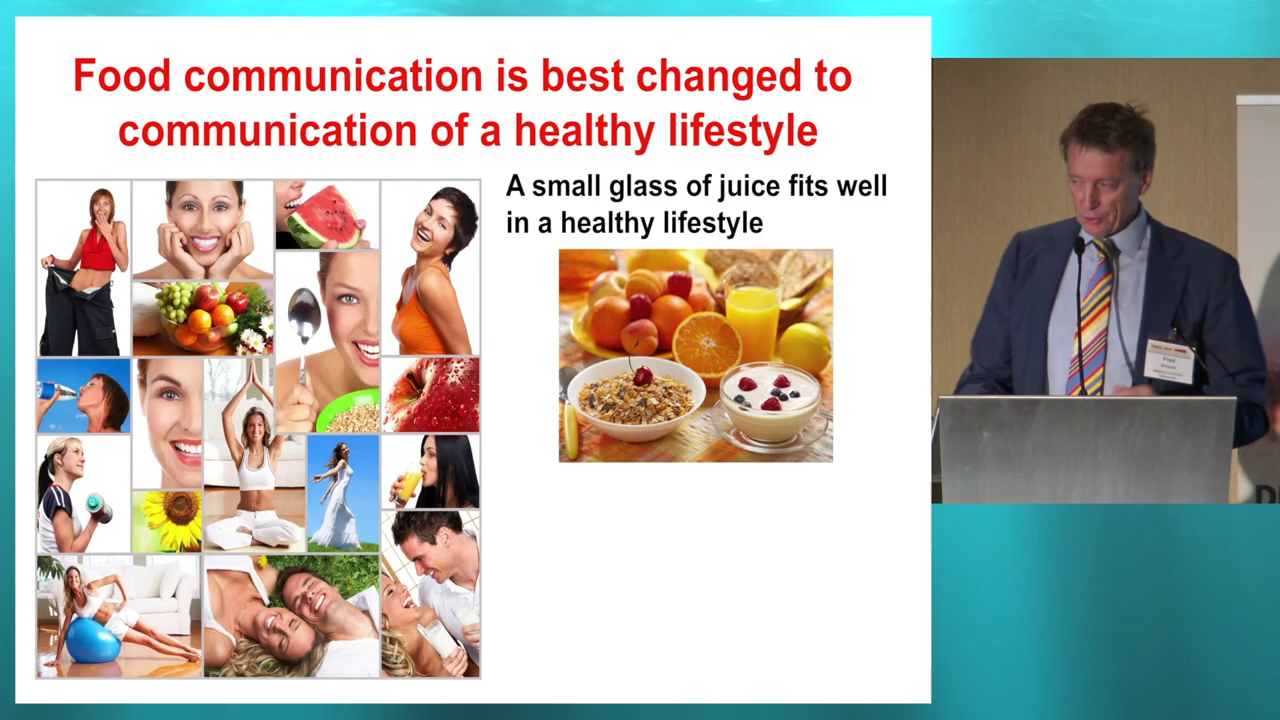 Food communication is best changed to
communication of a healthy lifestyle
A small glass of juice fits well
in a healthy lifestyle
Fred